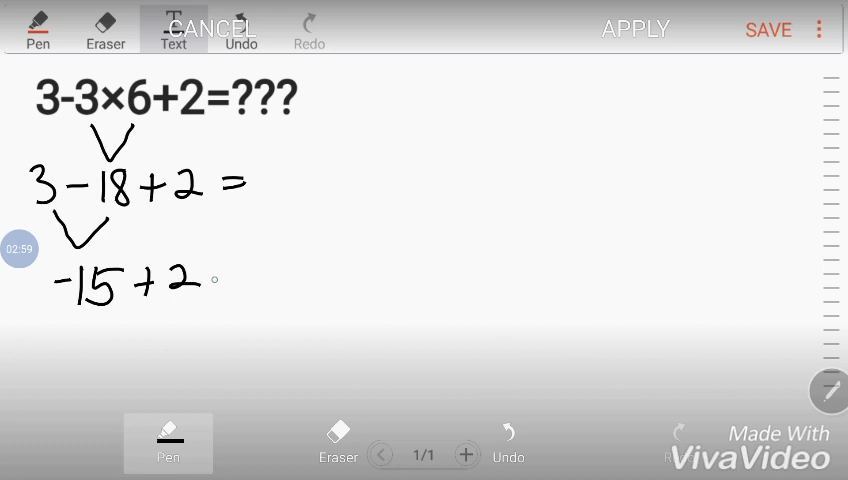 CANCEL APPLY SAVE
Pen Eraser Text Undo Redo
3-3×6+2=???
3-18+2=
02:59
-15+2
Pen Eraser 1/1 Undo Redo
Made With
VivaVideo